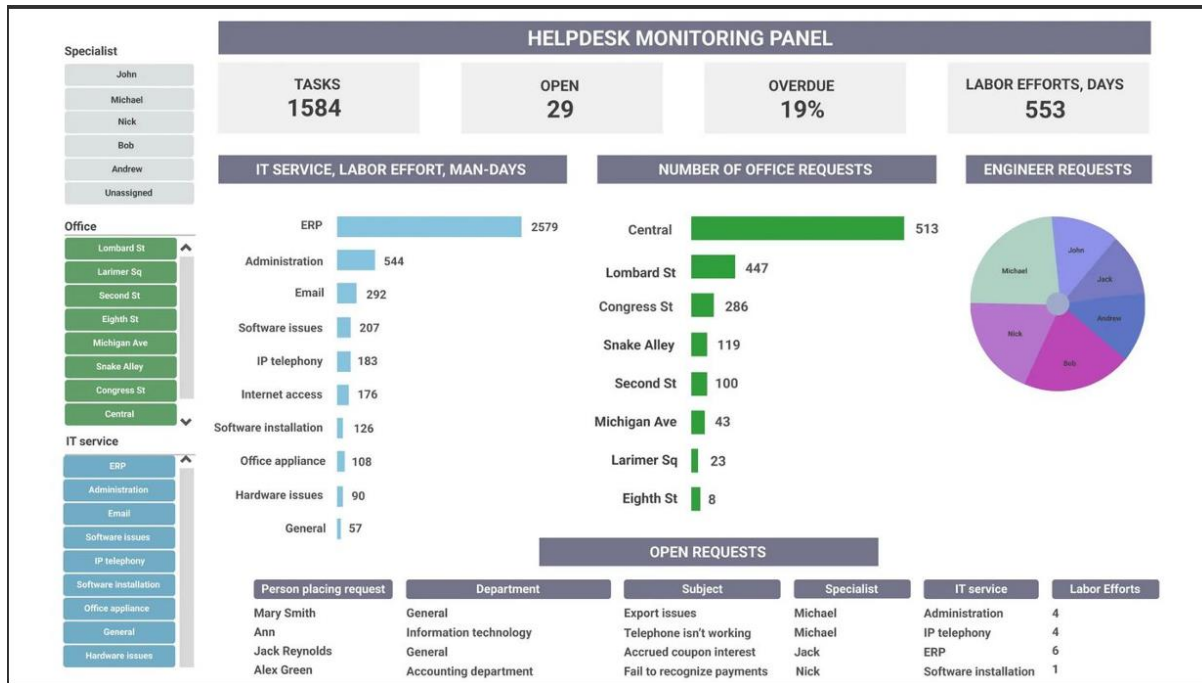 HELPDESK MONITORING PANEL
Specialist
John
Michael
Nick
Bob
Andrew
Unassigned
Office
Lombard St
Larimer Sq
Second St
Eighth St
Michigan Ave
Snake Alley
Congress St
Central
IT service
ERP
Administration
Email
Software issues
IP telephony
Software installation
Office appliance
General
Hardware issues
TASKS
1584
OPEN
29
OVERDUE
19%
LABOR EFFORTS, DAYS
553
IT SERVICE, LABOR EFFORT, MAN-DAYS
ERP 2579
Administration 544
Email 292
Software issues 207
IP telephony 183
Internet access 176
Software installation 126
Office appliance 108
Hardware issues 90
General 57
NUMBER OF OFFICE REQUESTS
Central 513
Lombard St 447
Congress St 286
Snake Alley 119
Second St 100
Michigan Ave 43
Larimer Sq 23
Eighth St 8
ENGINEER REQUESTS
John
Jack
Andrew
Bob
Nick
Michael
OPEN REQUESTS
Person placing request Department Subject Specialist IT service Labor Efforts
Mary Smith General Export issues Michael Administration 4
Ann Information technology Telephone isn't working Michael IP telephony 4
Jack Reynolds General Accrued coupon interest Jack ERP 6
Alex Green Accounting department Fail to recognize payments Nick Software installation 1